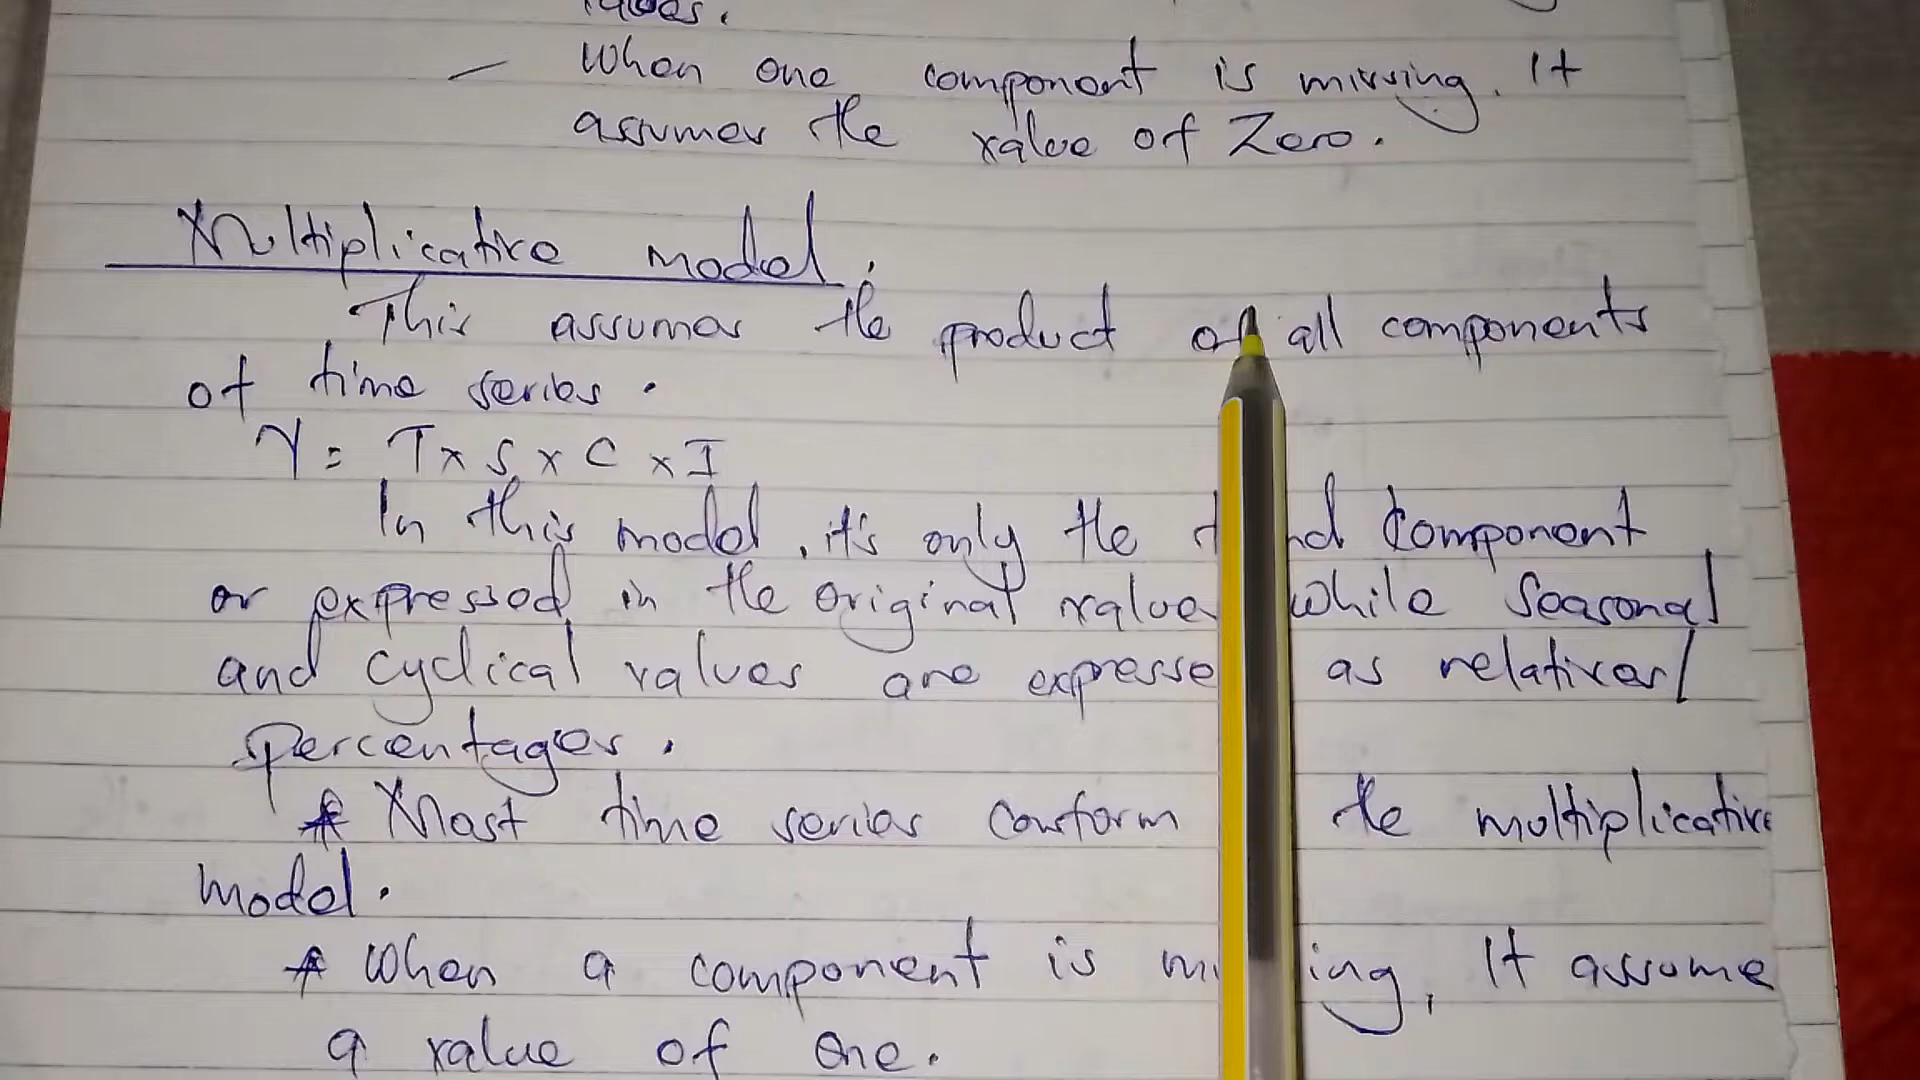 – When one component is missing. It
assumes the value of Zero.
Multiplicative model.
This assumes the product of all components
of time series.
Y = T x S x C x I
In this model, it's only the component
or expressed in the original value while Seasonal
and cyclical values are expresse as relatives/
percentages.
* Most time series conform the multiplicative
model.
* When a component is ing, It assume
a value of one.